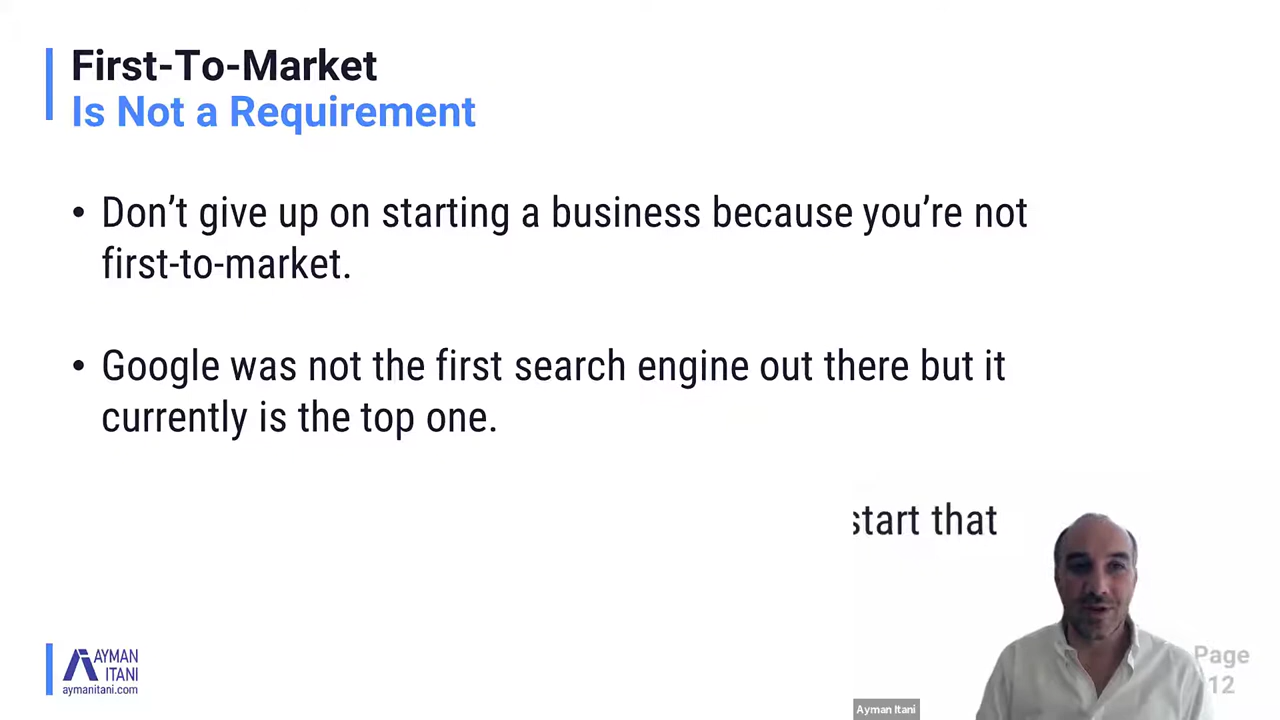 First-To-Market
Is Not a Requirement
• Don’t give up on starting a business because you’re not
first-to-market.
• Google was not the first search engine out there but it
currently is the top one.
start that
AYMAN
ITANI
aymanitani.com
Ayman Itani
Page
12